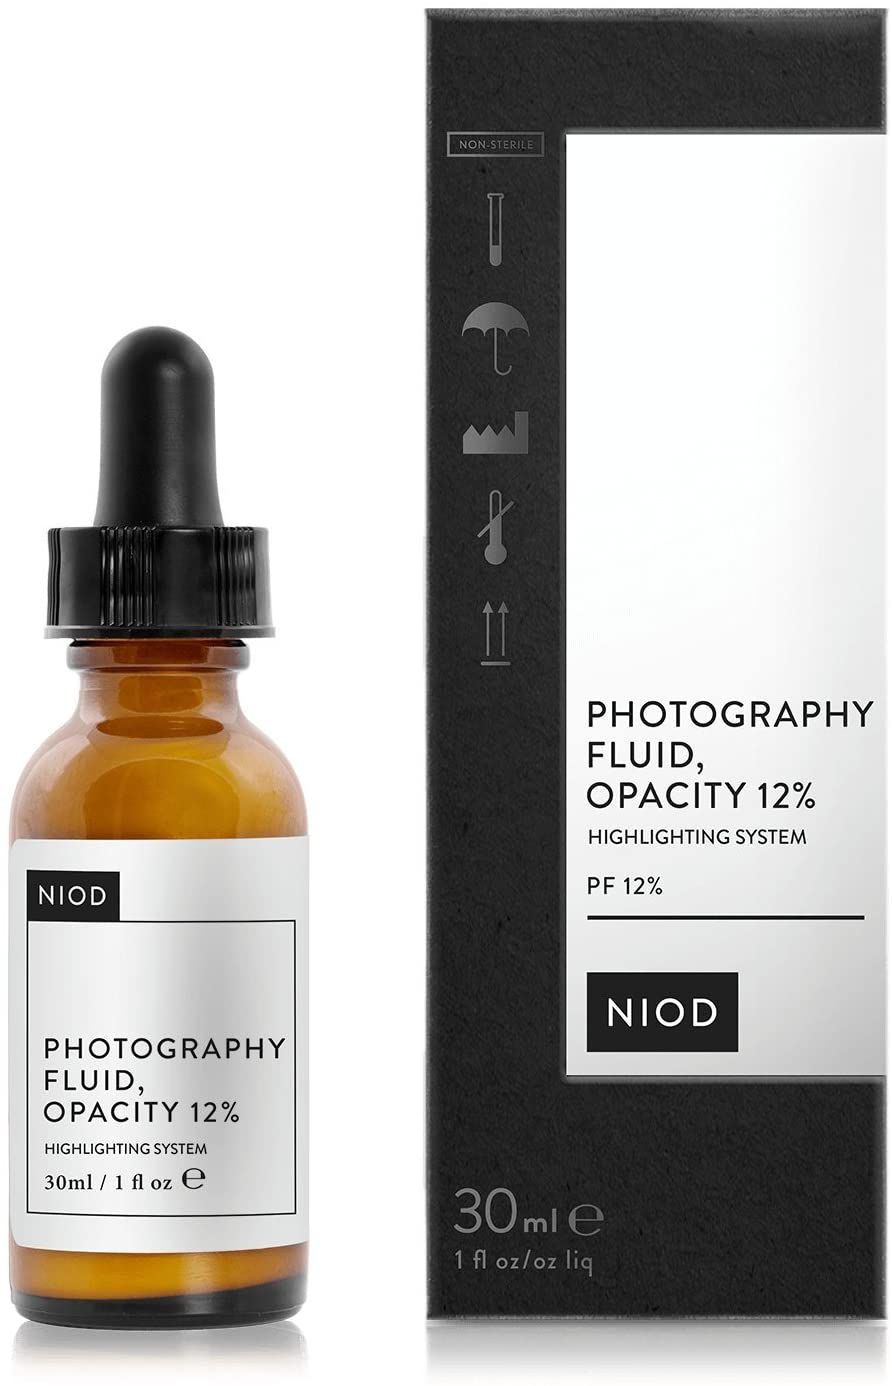 NIOD
PHOTOGRAPHY
FLUID,
OPACITY 12%
HIGHLIGHTING SYSTEM
30ml / 1 fl oz ℮
NON-STERILE
PHOTOGRAPHY
FLUID,
OPACITY 12%
HIGHLIGHTING SYSTEM
PF 12%
NIOD
30ml ℮
1 fl oz/oz liq